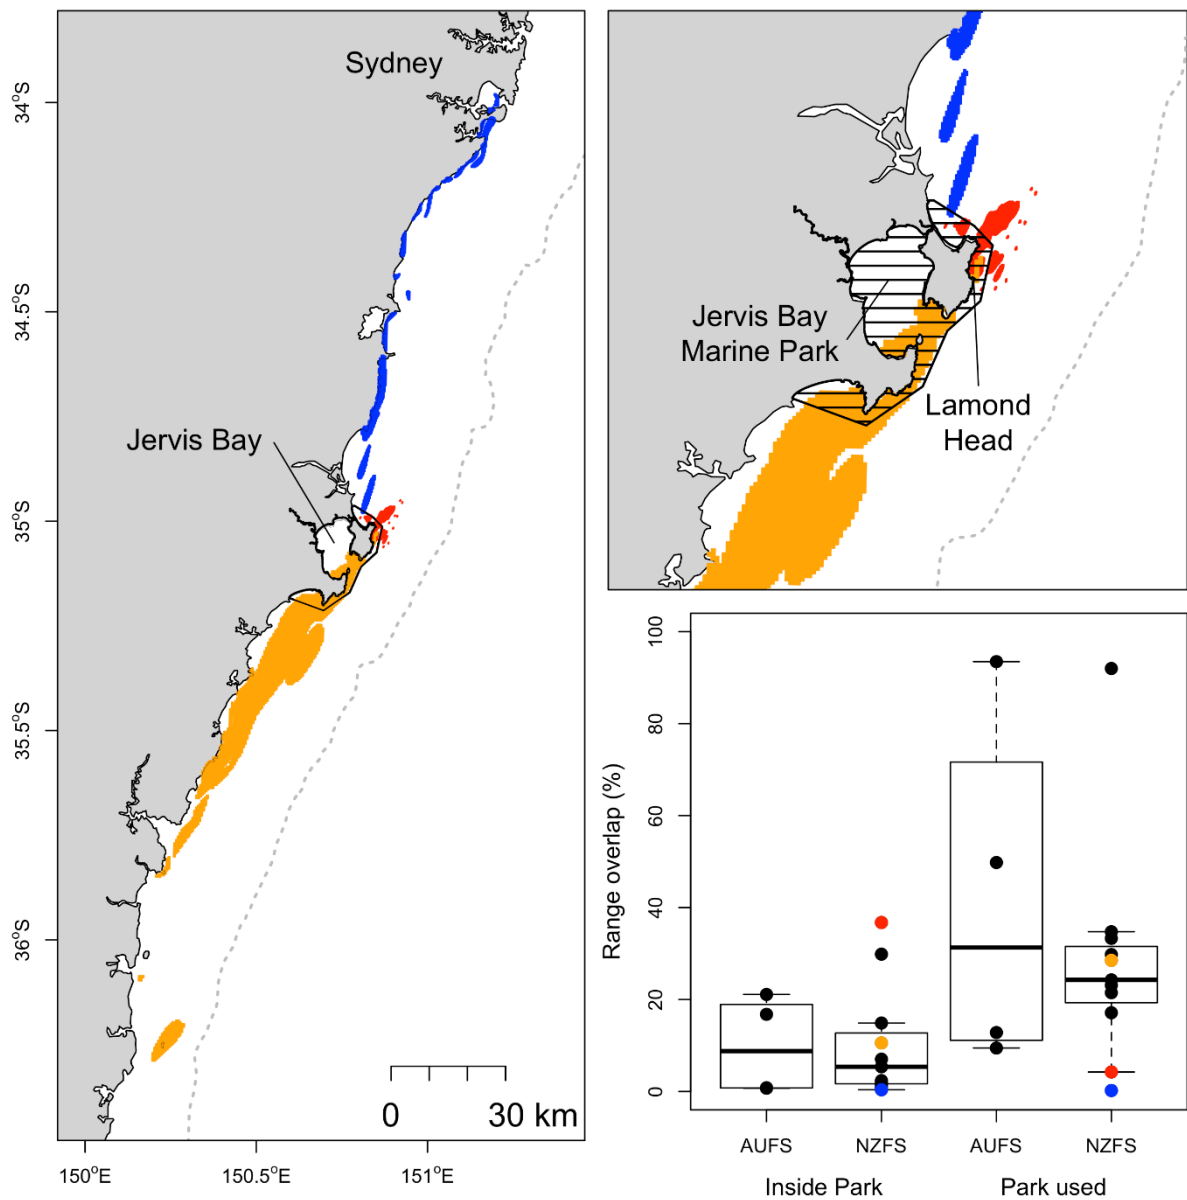 Sydney
Jervis Bay
34°S
34.5°S
35°S
35.5°S
36°S
150°E
150.5°E
151°E
0
30 km
Jervis Bay
Marine Park
Lamond
Head
Range overlap (%)
100
80
60
40
20
0
AUFS
NZFS
AUFS
NZFS
Inside Park
Park used